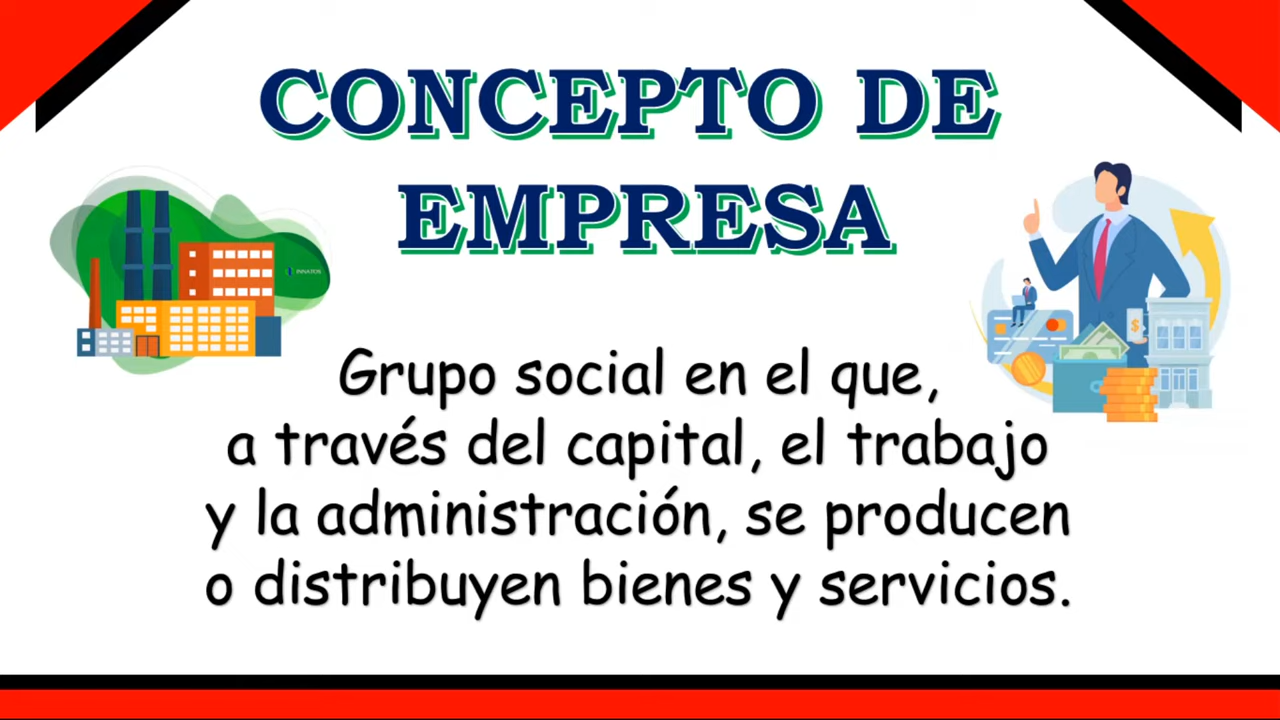 CONCEPTO DE
EMPRESA
INNATOS
Grupo social en el que,
a través del capital, el trabajo
y la administración, se producen
o distribuyen bienes y servicios.
$